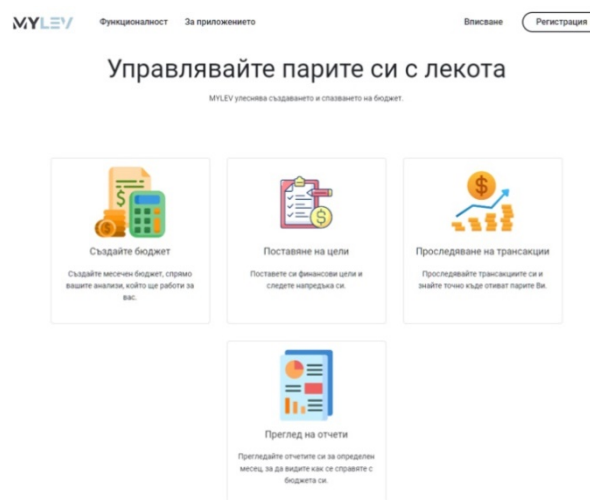 MYLEV Функционалност За приложението Вписване Регистрация
Управлявайте парите си с лекота
MYLEV улеснява създаването и спазването на бюджет.
Създайте бюджет
Създайте месечен бюджет, спрямо
вашите анализи, който ще работи за
вас.
Поставяне на цели
Поставете си финансови цели и
следете напредъка си.
Проследяване на трансакции
Проследявайте трансакциите си и
знайте точно къде отиват парите Ви.
Преглед на отчети
Прегледайте отчетите си за определен
месец, за да видите как се справяте с
бюджета си.